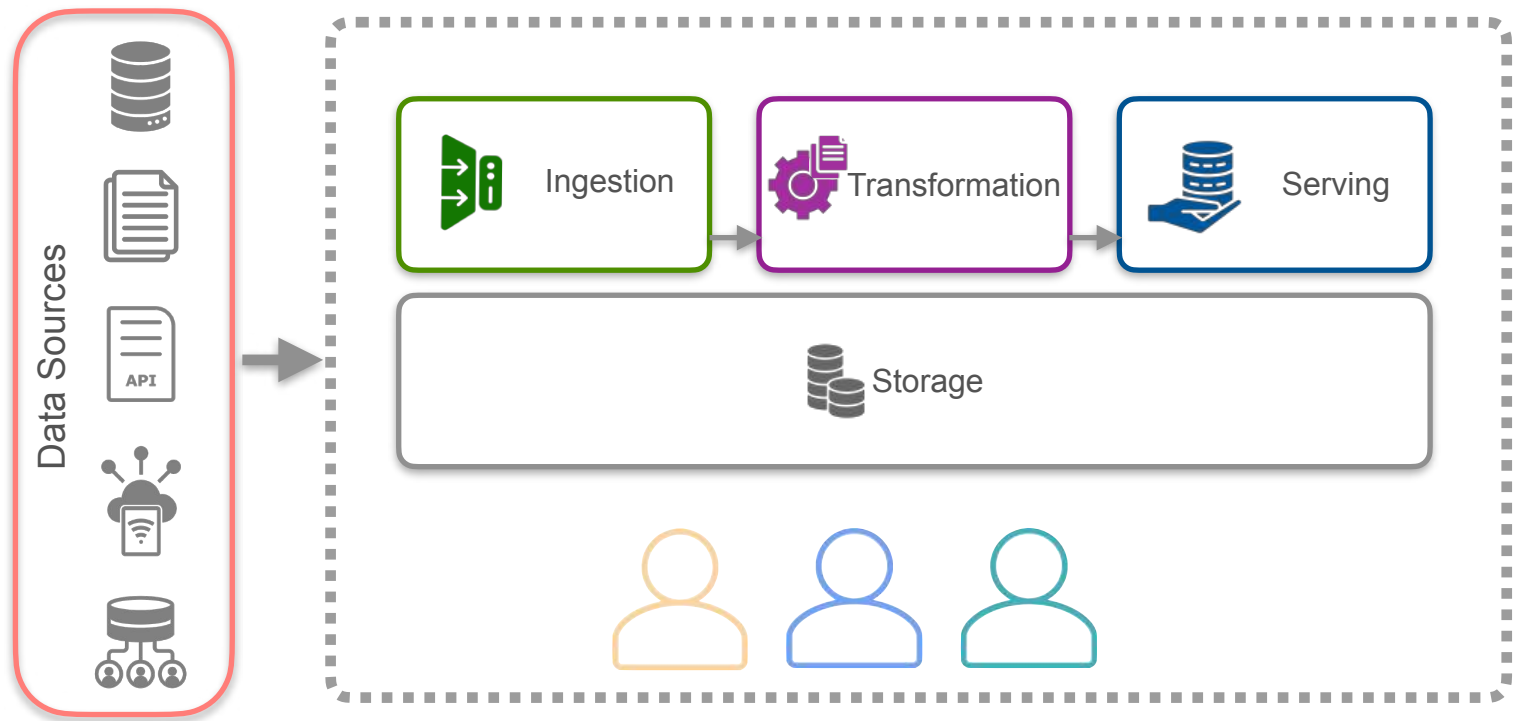 Data Sources
API
Ingestion
Transformation
Serving
Storage